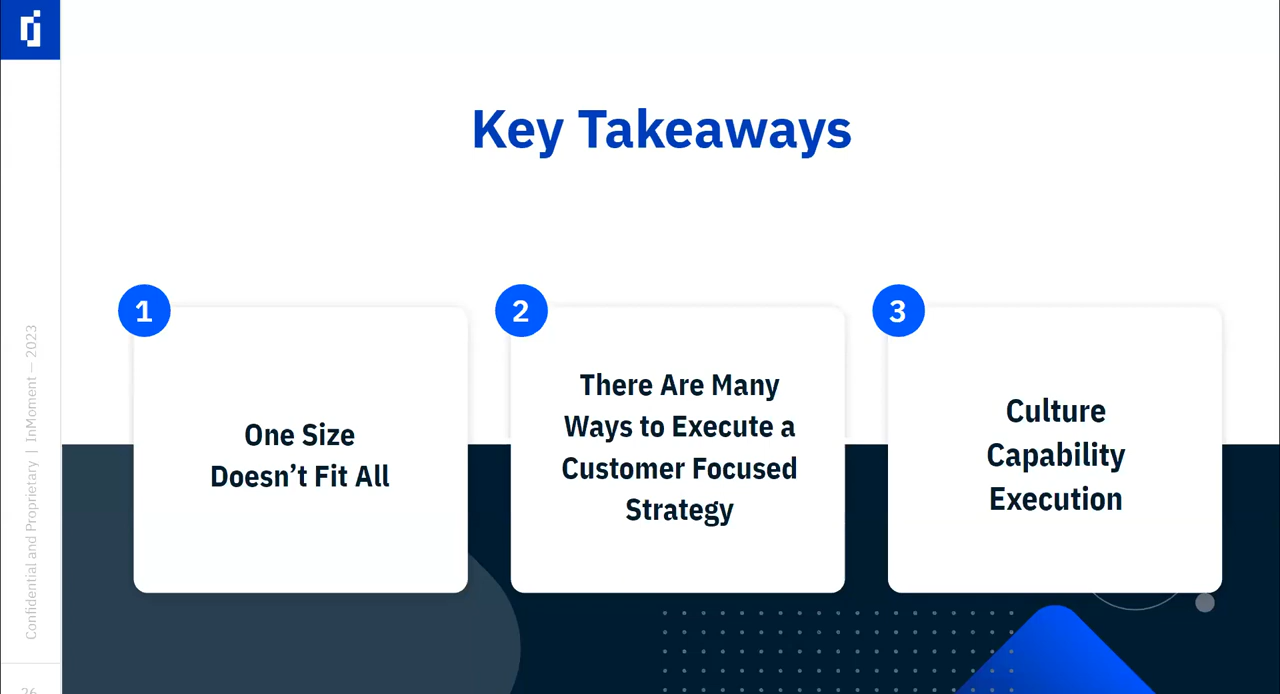 Key Takeaways
1
One Size
Doesn’t Fit All
2
There Are Many
Ways to Execute a
Customer Focused
Strategy
3
Culture
Capability
Execution
Confidential and Proprietary | InMoment – 2023
26